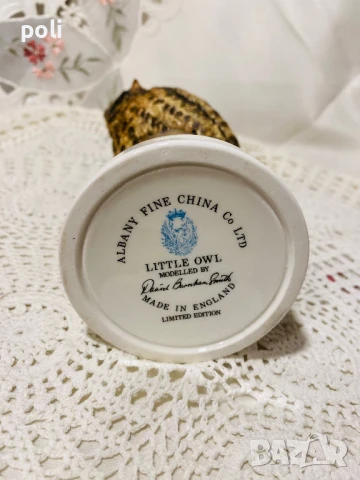 poli
ALBANY FINE CHINA Co LTD
LITTLE OWL
MODELLED BY
David Burnham Smith
MADE IN ENGLAND
LIMITED EDITION
BAZAR